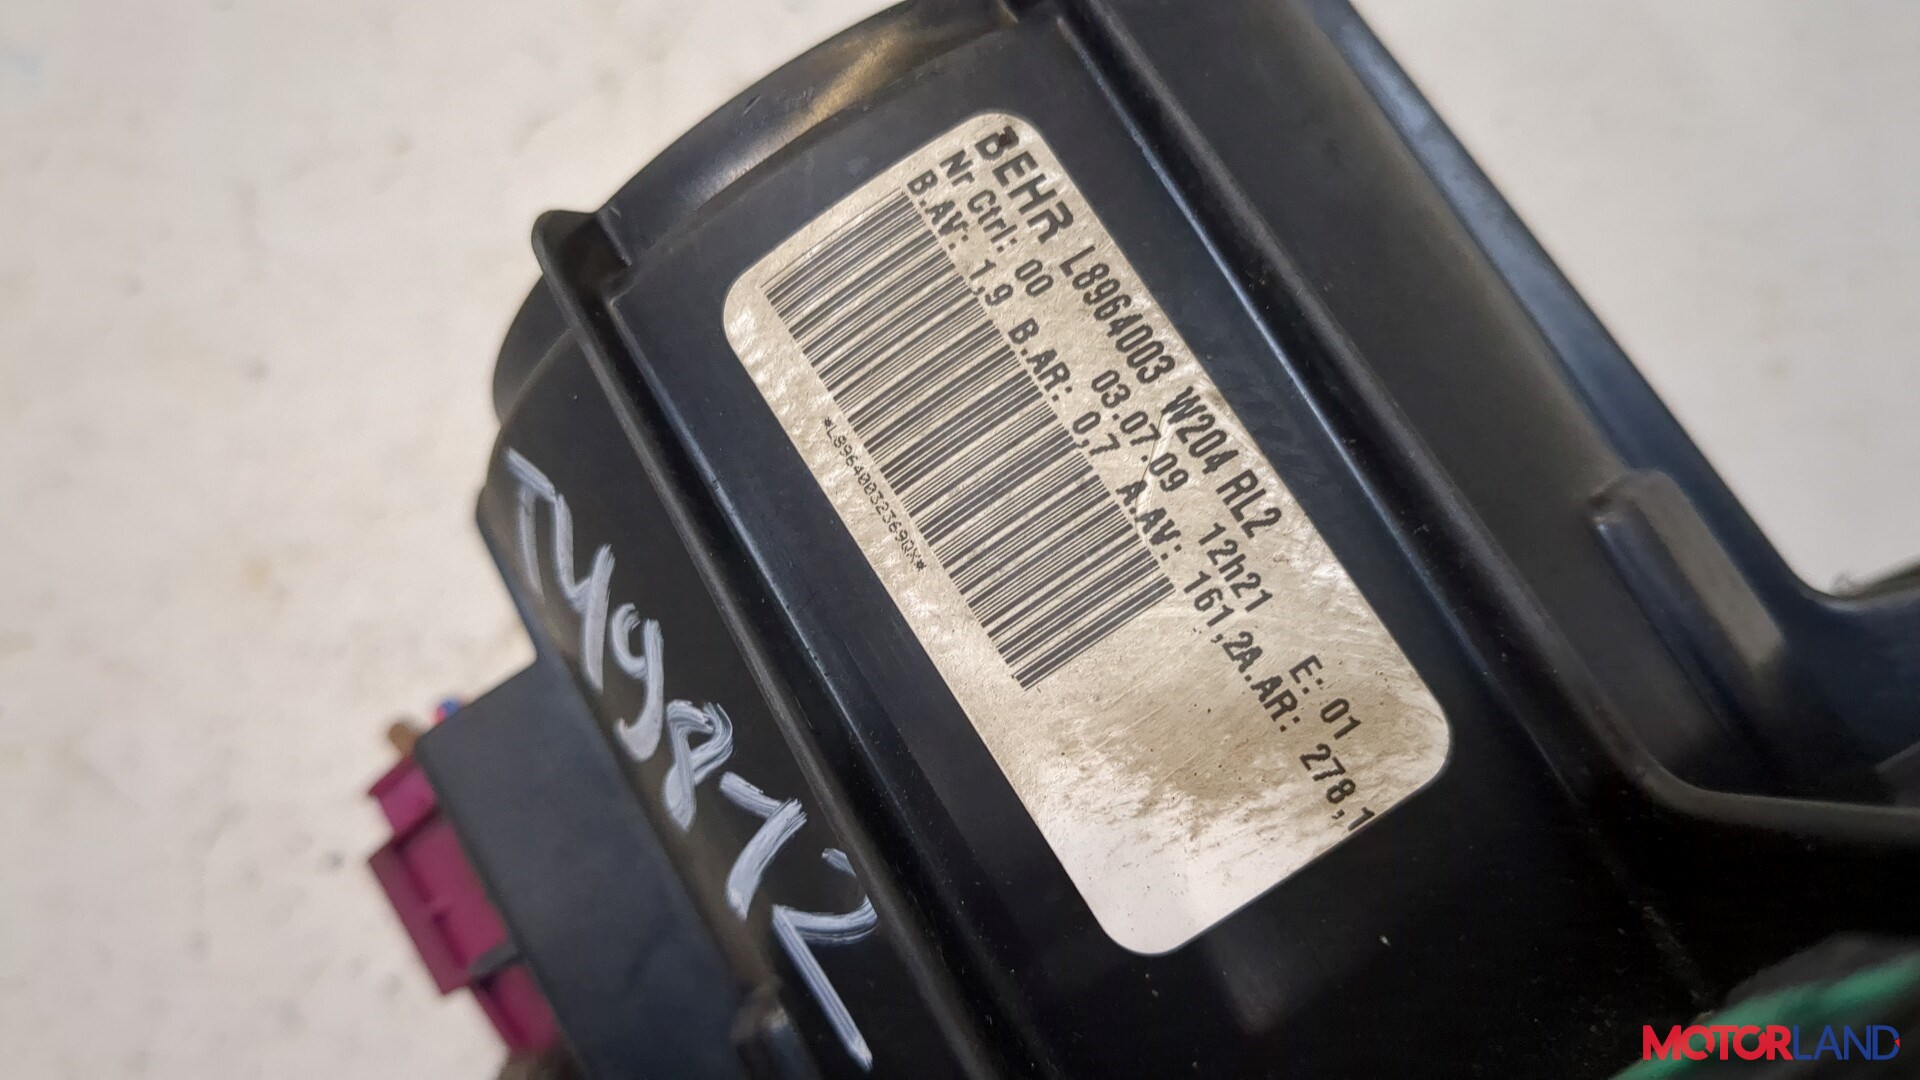 BEHR L8964003 W204 RL2
Nr Ctrl: 00 03.07.09 12h21 E: 01
B.AV: 1,9 B.AR: 0,7 A.AV: 161,2A.AR: 278,1
*L89640032369QX*
MOTORLAND